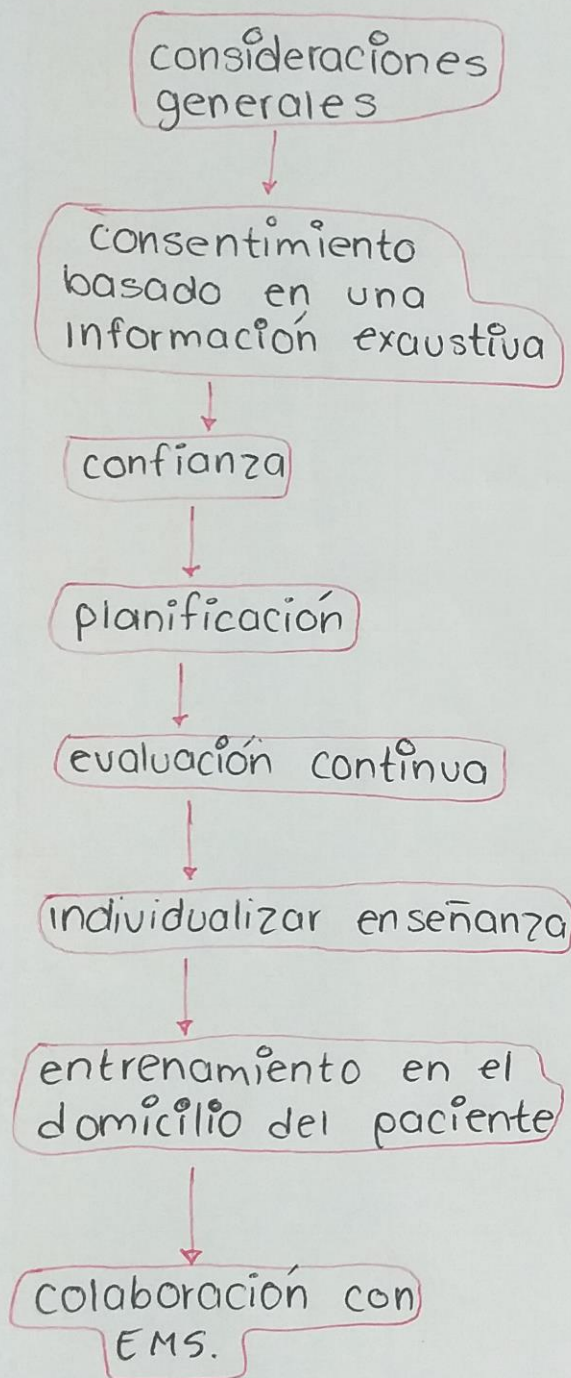 consideraciones
generales
consentimiento
basado en una
información exaustiva
confianza
planificación
evaluación continua
individualizar enseñanza
entrenamiento en el
domicilio del paciente
colaboración con
EMS.